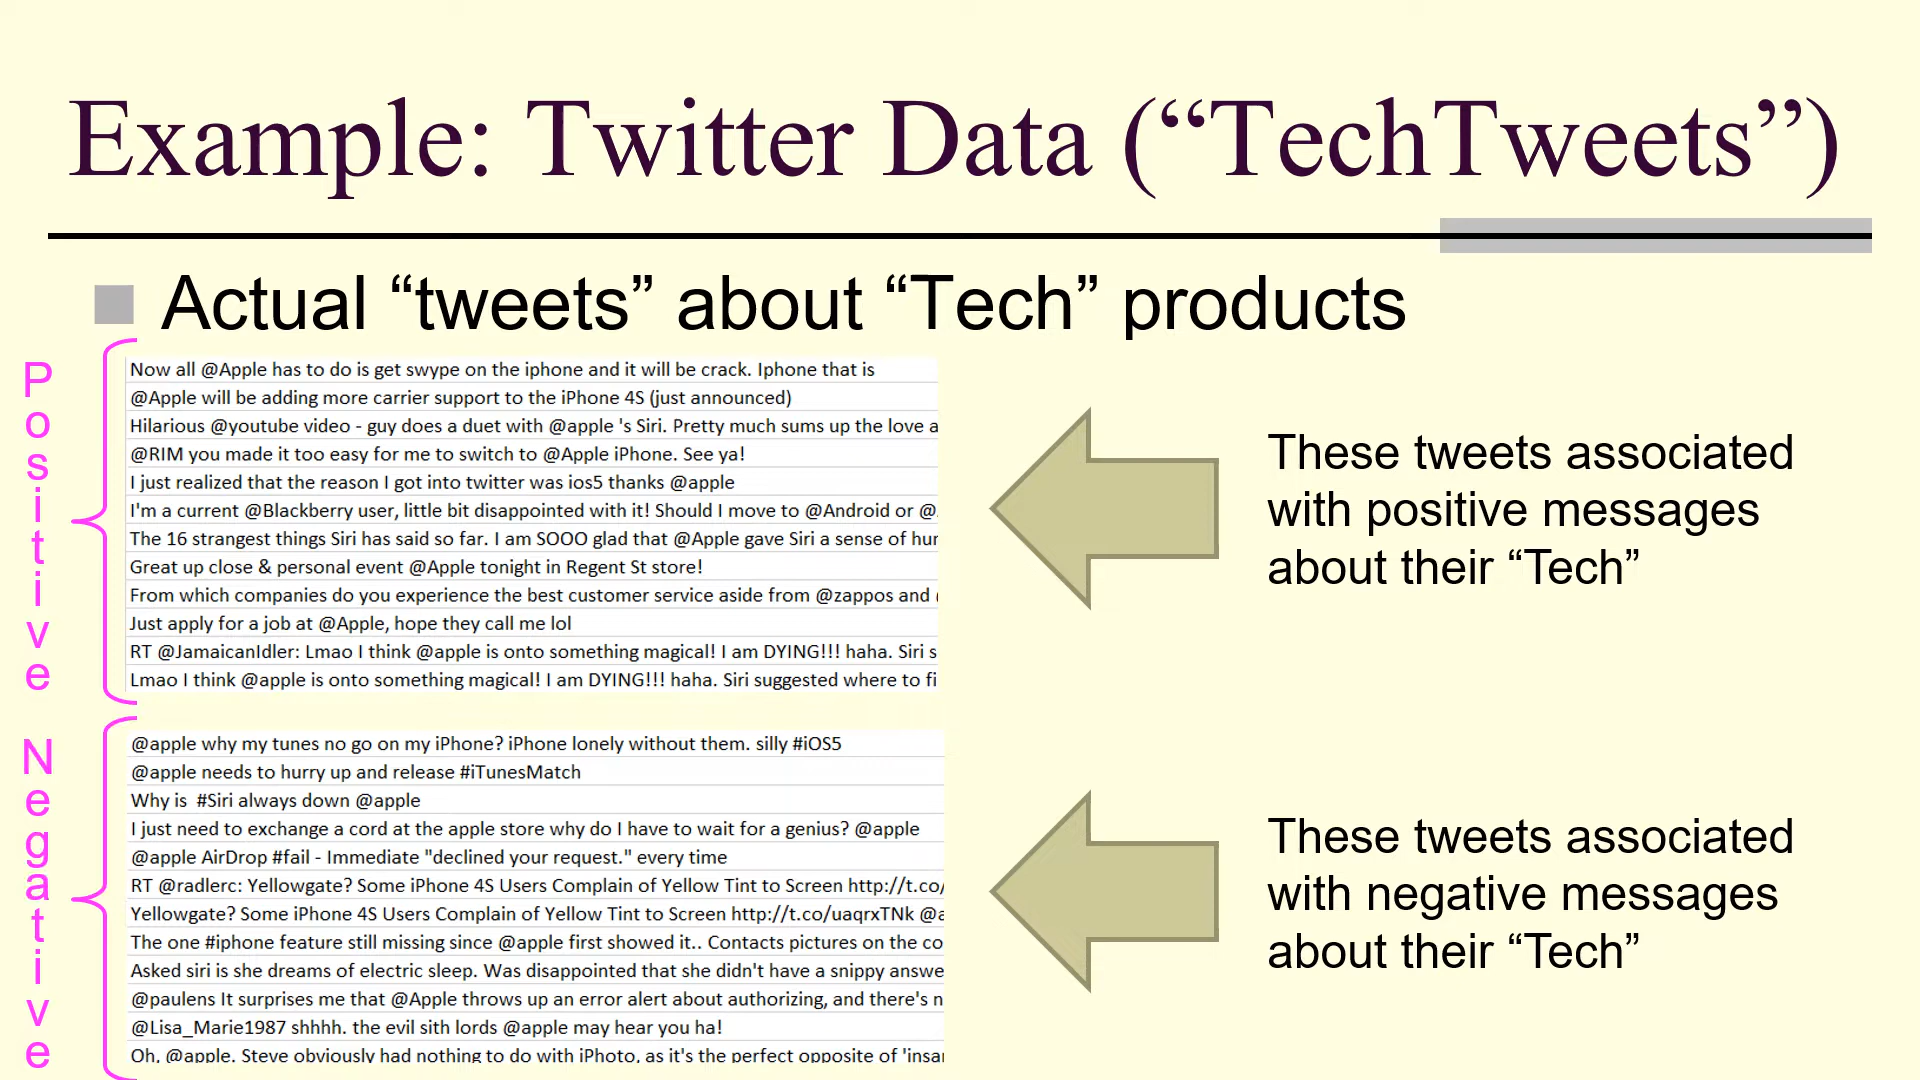 Example: Twitter Data (“TechTweets”)
Actual “tweets” about “Tech” products
Positive
Now all @Apple has to do is get swype on the iphone and it will be crack. Iphone that is
@Apple will be adding more carrier support to the iPhone 4S (just announced)
Hilarious @youtube video - guy does a duet with @apple 's Siri. Pretty much sums up the love a
@RIM you made it too easy for me to switch to @Apple iPhone. See ya!
I just realized that the reason I got into twitter was ios5 thanks @apple
I'm a current @Blackberry user, little bit disappointed with it! Should I move to @Android or @
The 16 strangest things Siri has said so far. I am SOOO glad that @Apple gave Siri a sense of hur
Great up close & personal event @Apple tonight in Regent St store!
From which companies do you experience the best customer service aside from @zappos and
Just apply for a job at @Apple, hope they call me lol
RT @JamaicanIdler: Lmao I think @apple is onto something magical! I am DYING!!! haha. Siri s
Lmao I think @apple is onto something magical! I am DYING!!! haha. Siri suggested where to fi
These tweets associated
with positive messages
about their “Tech”
Negative
@apple why my tunes no go on my iPhone? iPhone lonely without them. silly #iOS5
@apple needs to hurry up and release #iTunesMatch
Why is  #Siri always down @apple
I just need to exchange a cord at the apple store why do I have to wait for a genius? @apple
@apple AirDrop #fail - Immediate "declined your request." every time
RT @radlerc: Yellowgate? Some iPhone 4S Users Complain of Yellow Tint to Screen http://t.co/
Yellowgate? Some iPhone 4S Users Complain of Yellow Tint to Screen http://t.co/uaqrxTNk @a
The one #iphone feature still missing since @apple first showed it.. Contacts pictures on the co
Asked siri is she dreams of electric sleep. Was disappointed that she didn't have a snippy answe
@paulens It surprises me that @Apple throws up an error alert about authorizing, and there's n
@Lisa_Marie1987 shhhh. the evil sith lords @apple may hear you ha!
Oh, @apple. Steve obviously had nothing to do with iPhoto, as it's the perfect opposite of 'insar
These tweets associated
with negative messages
about their “Tech”